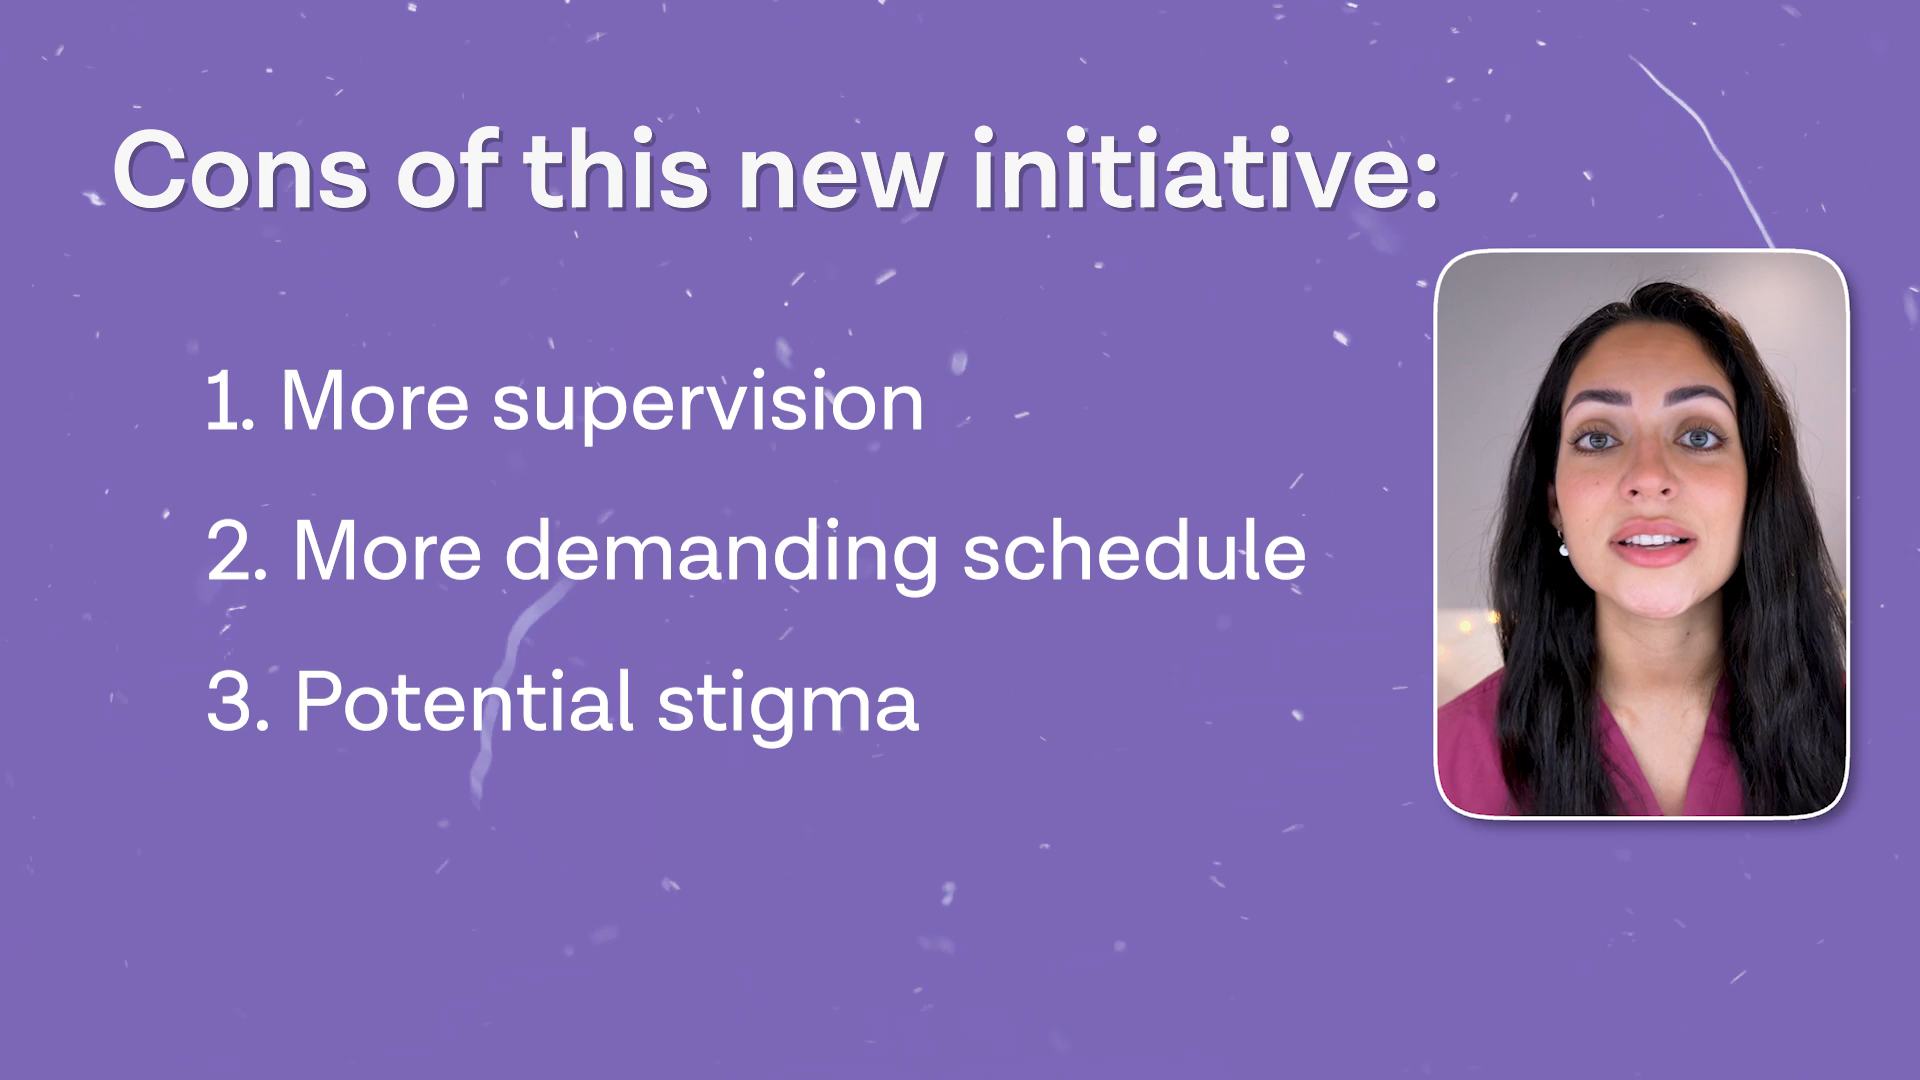 Cons of this new initiative:
1. More supervision
2. More demanding schedule
3. Potential stigma